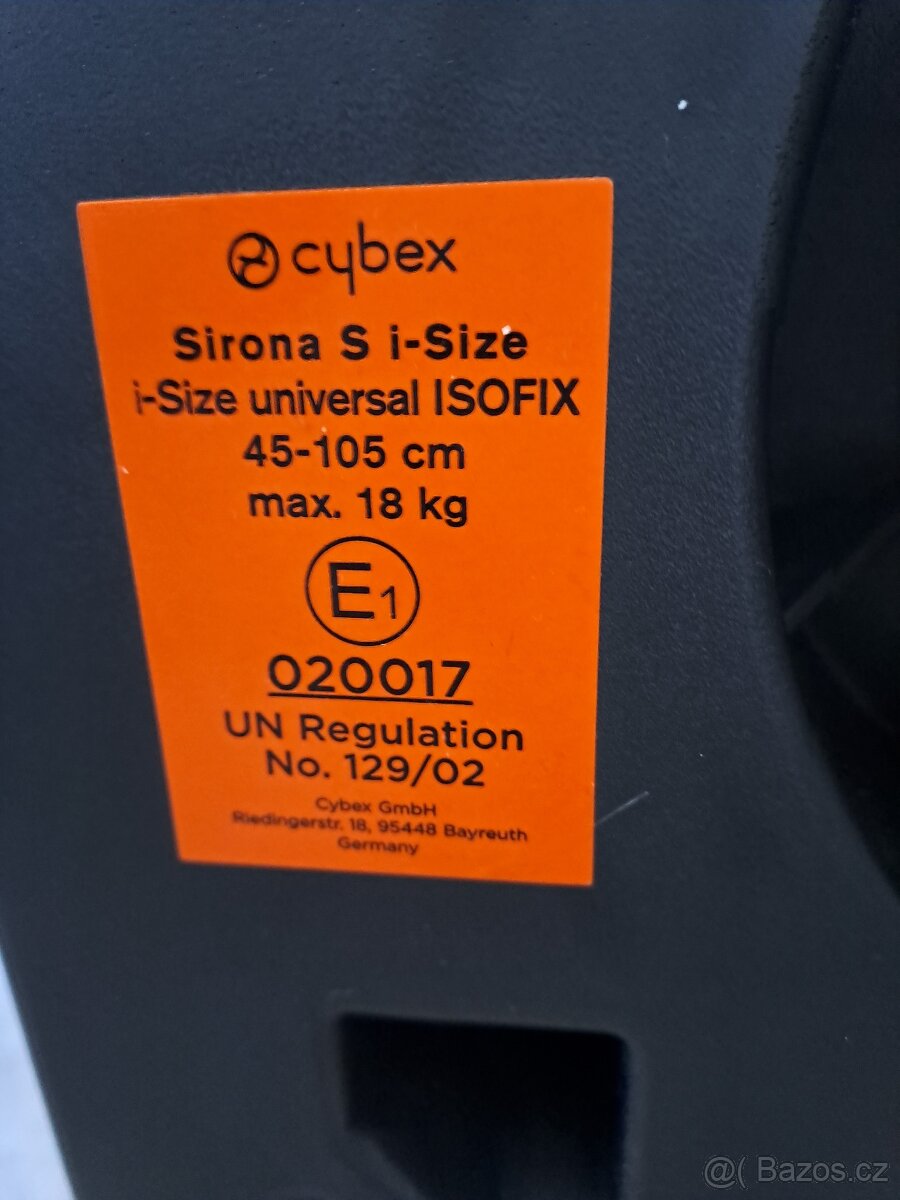 cybex
Sirona S i-Size
i-Size universal ISOFIX
45-105 cm
max. 18 kg
E1
020017
UN Regulation
No. 129/02
Cybex GmbH
Riedingerstr. 18, 95448 Bayreuth
Germany
@( Bazos.cz